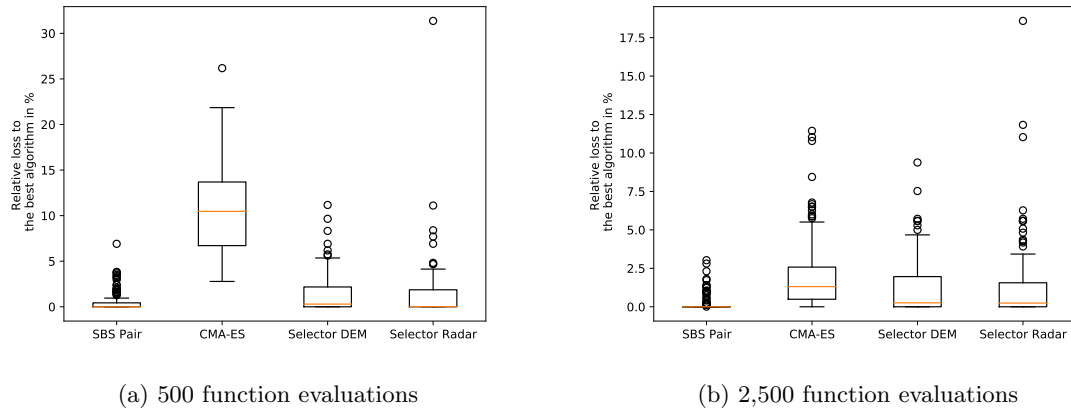 Relative loss to
the best algorithm in %
30
25
20
15
10
5
0
SBS Pair CMA-ES Selector DEM Selector Radar
(a) 500 function evaluations
Relative loss to
the best algorithm in %
17.5
15.0
12.5
10.0
7.5
5.0
2.5
0.0
SBS Pair CMA-ES Selector DEM Selector Radar
(b) 2,500 function evaluations